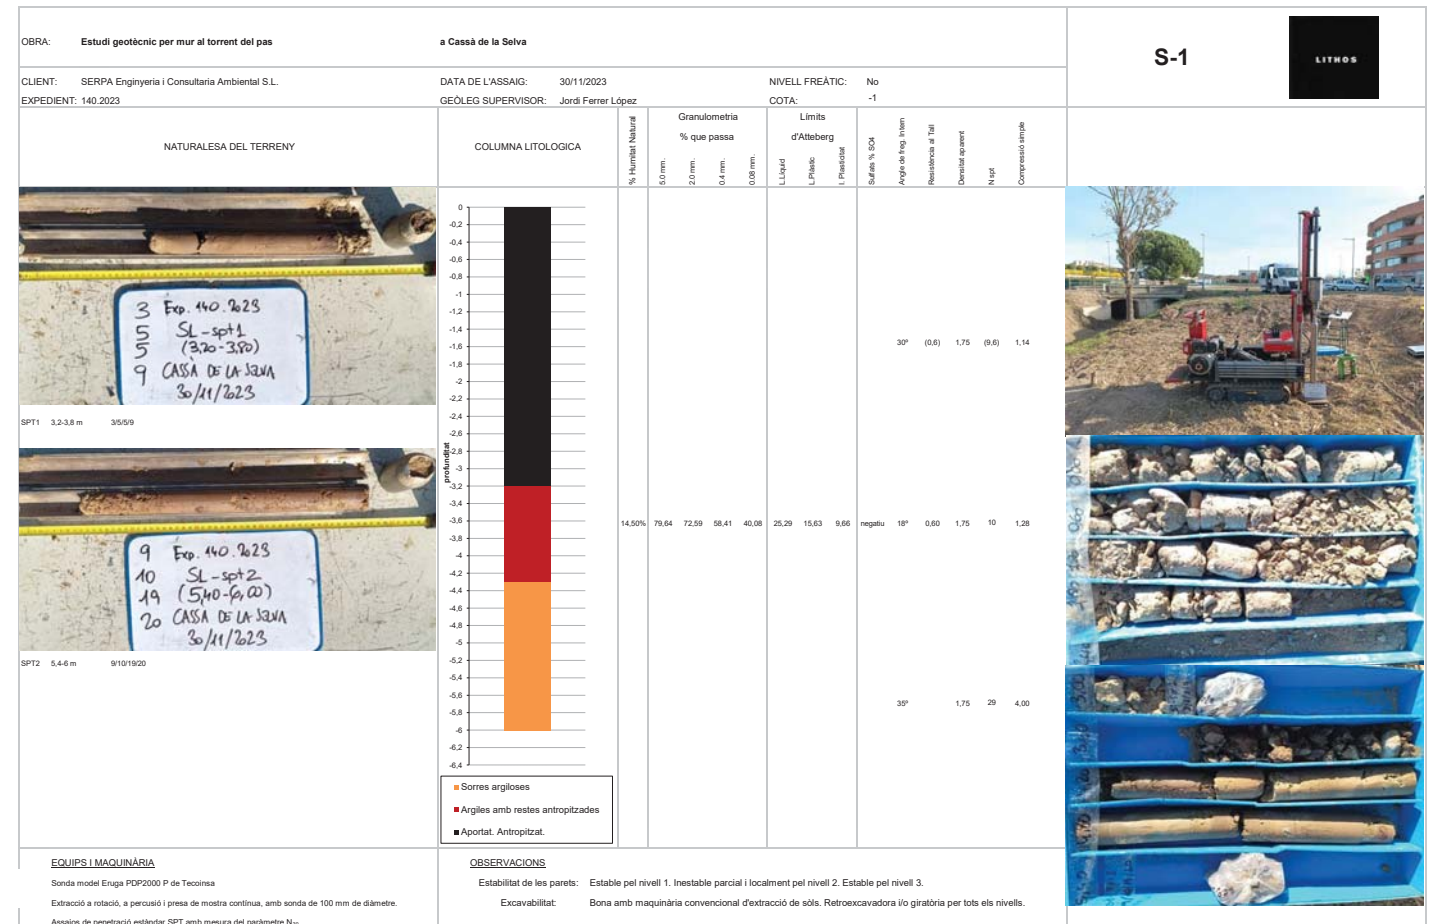 OBRA: Estudi geotècnic per mur al torrent del pas a Cassà de la Selva
S-1
LITHOS
CLIENT: SERPA Enginyeria i Consultaria Ambiental S.L. DATA DE L'ASSAIG: 30/11/2023 NIVELL FREÀTIC: No
EXPEDIENT: 140.2023 GEÒLEG SUPERVISOR: Jordi Ferrer López COTA: -1
NATURALESA DEL TERRENY
COLUMNA LITOLOGICA
% Humitat Natural
Granulometria
% que passa
5.0 mm.
2.0 mm.
0.4 mm.
0.08 mm.
Límits
d'Atteberg
L.Líquid
L.Plàstic
I. Plasticitat
Sulfats % SO4
Angle de freg. Intern
Resistència al Tall
Densitat aparent
N spt
Compressió simple
3 Exp. 140.2023
5 SL-spt1
5 (3,20-3,80)
9 CASSA DE LA SELVA
30/11/2023
SPT1 3,2-3,8 m 3/5/5/9
9 Exp. 140.2023
10 SL-spt2
19 (5,40-6,00)
20 CASSA DE LA SELVA
30/11/2023
SPT2 5,4-6 m 9/10/19/20
profunditat
0
-0,2
-0,4
-0,6
-0,8
-1
-1,2
-1,4
-1,6
-1,8
-2
-2,2
-2,4
-2,6
-2,8
-3
-3,2
-3,4
-3,6
-3,8
-4
-4,2
-4,4
-4,6
-4,8
-5
-5,2
-5,4
-5,6
-5,8
-6
-6,2
-6,4
Sorres argiloses
Argiles amb restes antropitzades
Aportat. Antropitzat.
30º (0,6) 1,75 (9,6) 1,14
14,50% 79,64 72,59 58,41 40,08 25,29 15,63 9,66 negatiu 18º 0,60 1,75 10 1,28
35º 1,75 29 4,00
EQUIPS I MAQUINÀRIA
Sonda model Eruga PDP2000 P de Tecoinsa
Extracció a rotació, a percusió i presa de mostra contínua, amb sonda de 100 mm de diàmetre.
Assajos de penetració estàndar SPT amb mesura del paràmetre N₃₀
OBSERVACIONS
Estabilitat de les parets: Estable pel nivell 1. Inestable parcial i localment pel nivell 2. Estable pel nivell 3.
Excavabilitat: Bona amb maquinària convencional d'extracció de sòls. Retroexcavadora i/o giratòria per tots els nivells.